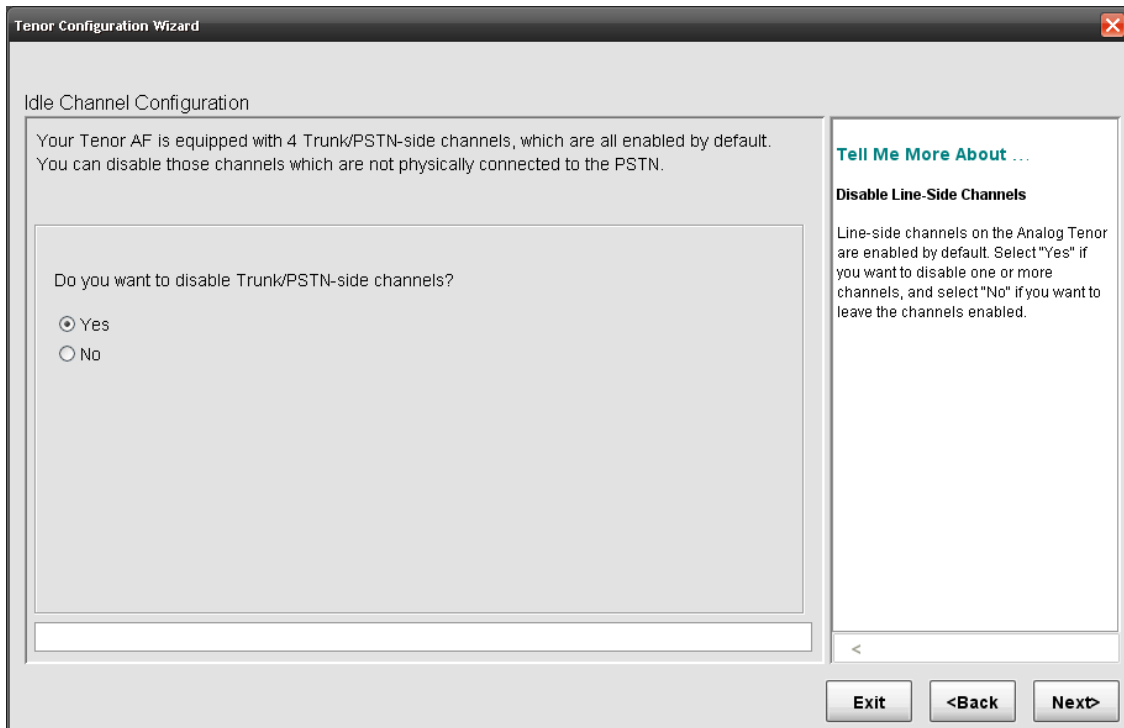 Tenor Configuration Wizard
Idle Channel Configuration
Your Tenor AF is equipped with 4 Trunk/PSTN-side channels, which are all enabled by default.
You can disable those channels which are not physically connected to the PSTN.
Do you want to disable Trunk/PSTN-side channels?
Yes
No
Tell Me More About ...
Disable Line-Side Channels
Line-side channels on the Analog Tenor
are enabled by default. Select "Yes" if
you want to disable one or more
channels, and select "No" if you want to
leave the channels enabled.
<
Exit
<Back
Next>